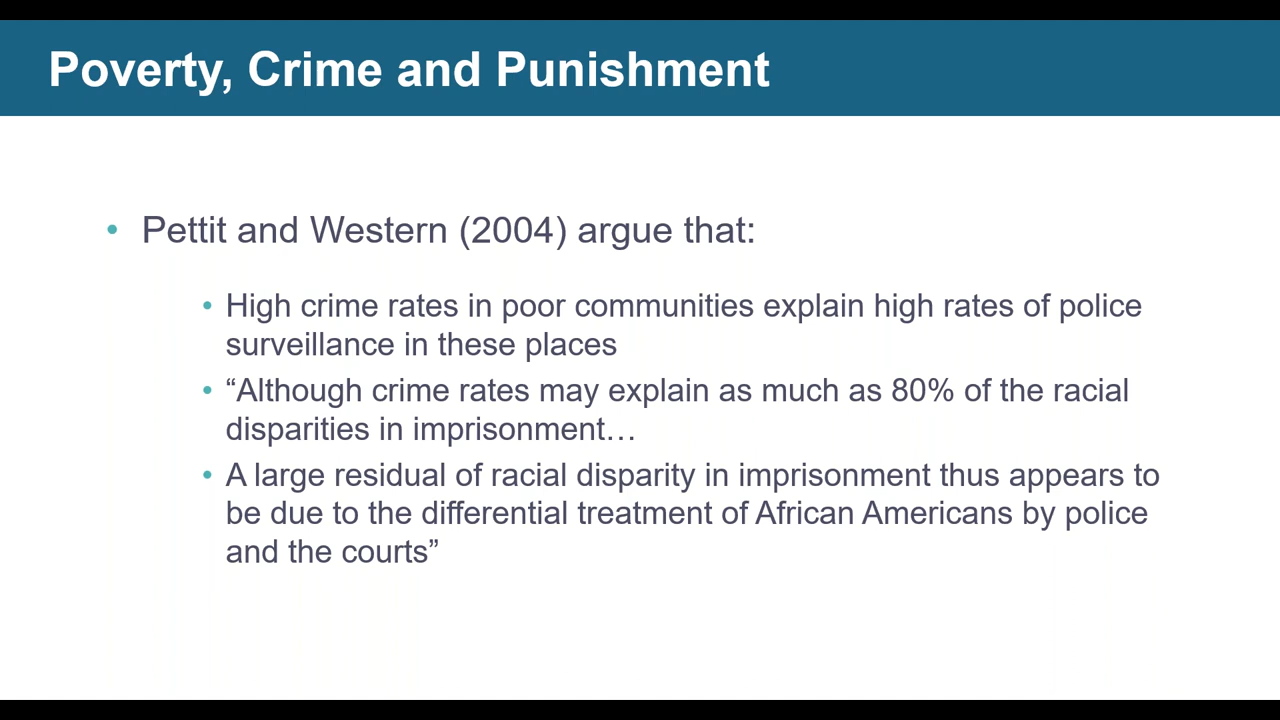 Poverty, Crime and Punishment
• Pettit and Western (2004) argue that:
• High crime rates in poor communities explain high rates of police
surveillance in these places
• “Although crime rates may explain as much as 80% of the racial
disparities in imprisonment…
• A large residual of racial disparity in imprisonment thus appears to
be due to the differential treatment of African Americans by police
and the courts”